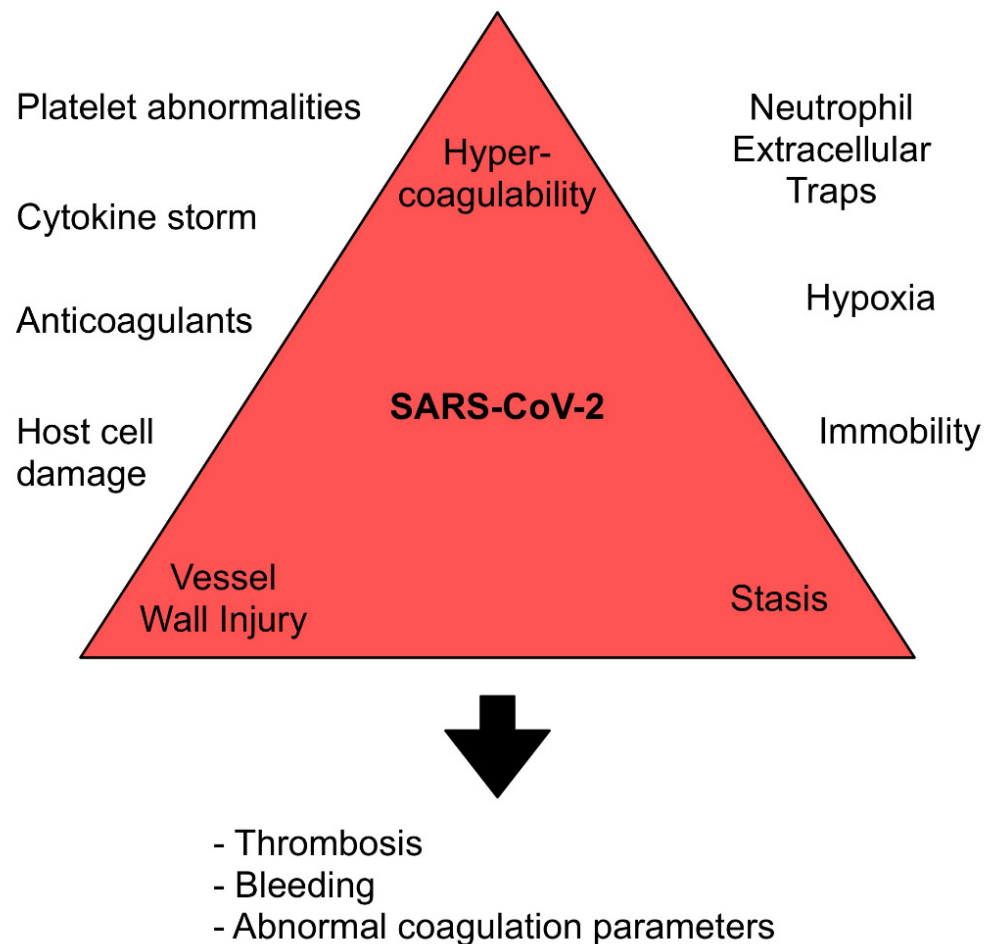 Platelet abnormalities
Cytokine storm
Anticoagulants
Host cell
damage
Hyper-
coagulability
SARS-CoV-2
Vessel
Wall Injury
Stasis
Neutrophil
Extracellular
Traps
Hypoxia
Immobility
- Thrombosis
- Bleeding
- Abnormal coagulation parameters